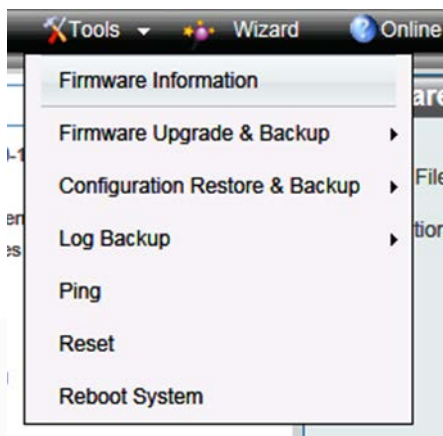 Tools Wizard Online
Firmware Information
Firmware Upgrade & Backup
Configuration Restore & Backup
Log Backup
Ping
Reset
Reboot System